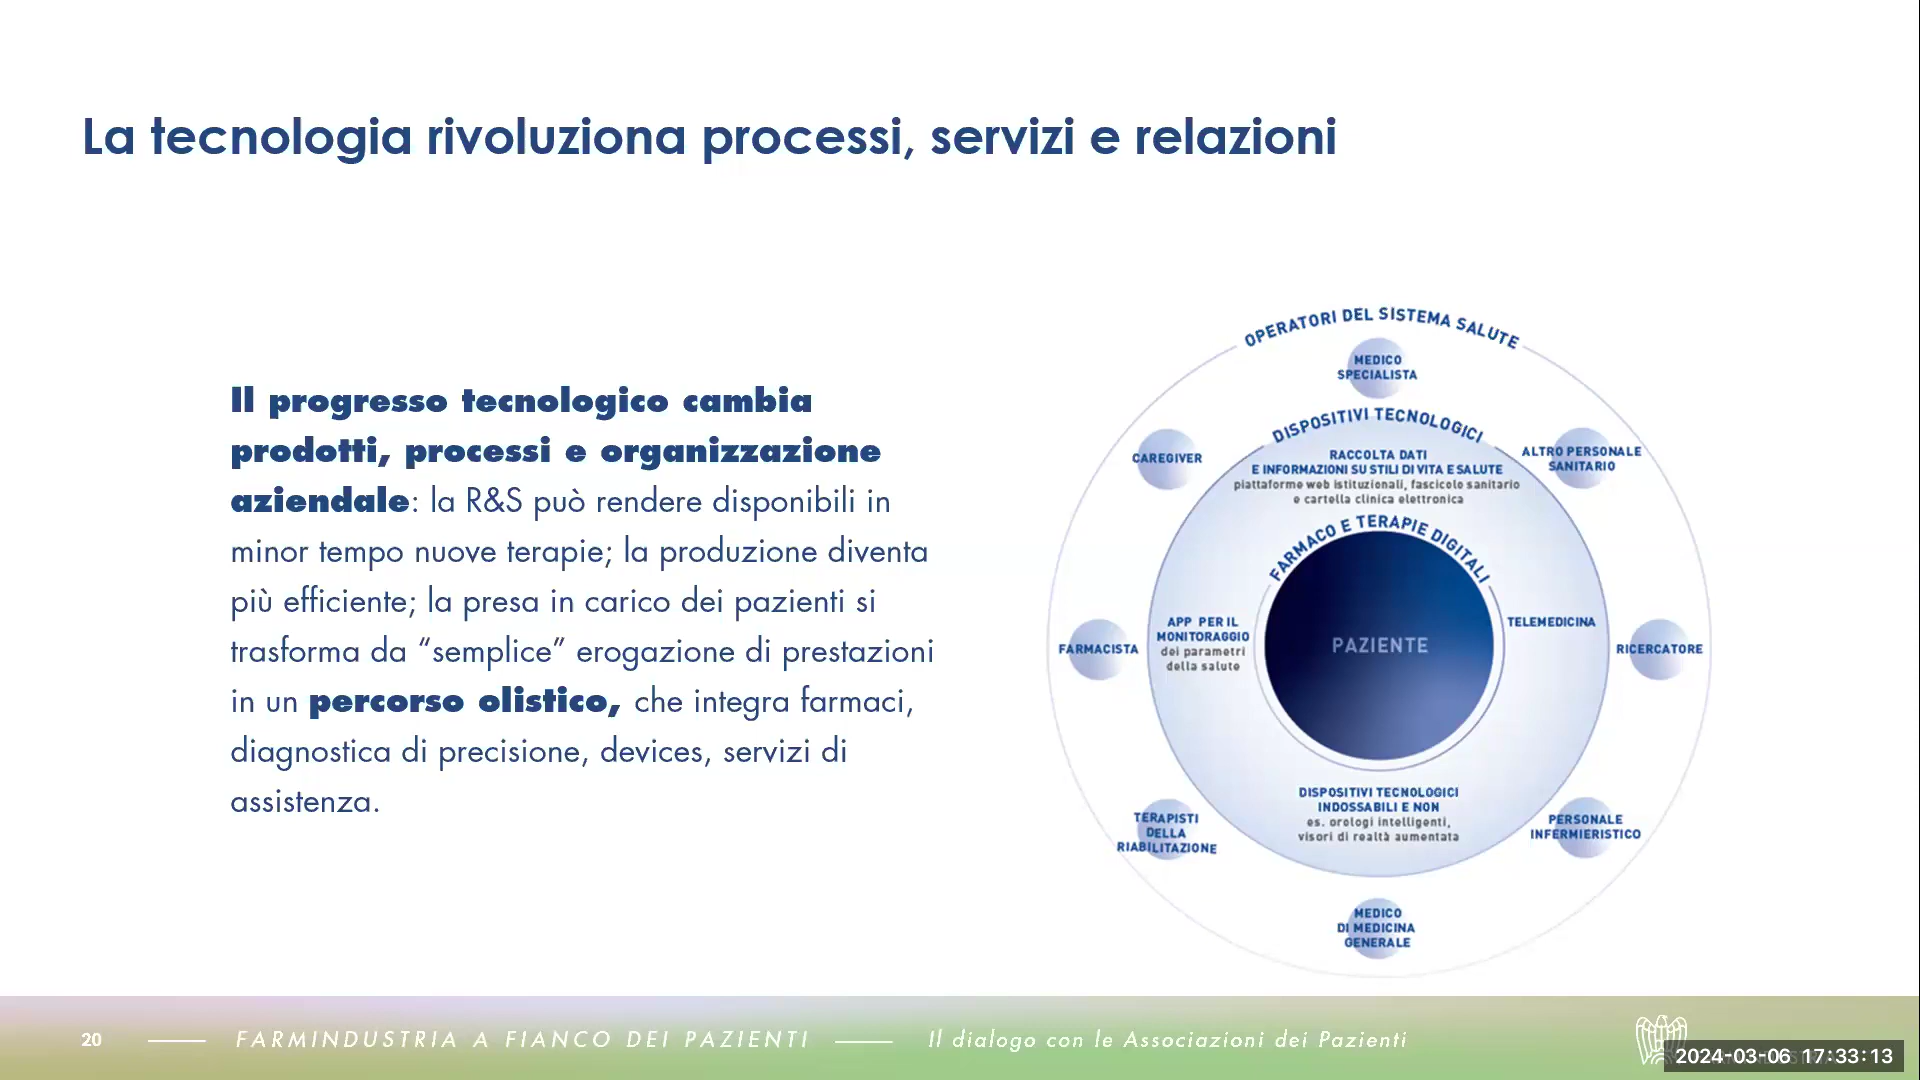 La tecnologia rivoluziona processi, servizi e relazioni
Il progresso tecnologico cambia
prodotti, processi e organizzazione
aziendale: la R&S può rendere disponibili in
minor tempo nuove terapie; la produzione diventa
più efficiente; la presa in carico dei pazienti si
trasforma da “semplice” erogazione di prestazioni
in un percorso olistico, che integra farmaci,
diagnostica di precisione, devices, servizi di
assistenza.
OPERATORI DEL SISTEMA SALUTE
MEDICO
SPECIALISTA
DISPOSITIVI TECNOLOGICI
CAREGIVER
ALTRO PERSONALE
SANITARIO
RACCOLTA DATI
E INFORMAZIONI SU STILI DI VITA E SALUTE
piattaforme web istituzionali, fascicolo sanitario
e cartella clinica elettronica
FARMACO E TERAPIE DIGITALI
FARMACISTA
APP PER IL
MONITORAGGIO
dei parametri
della salute
PAZIENTE
TELEMEDICINA
RICERCATORE
DISPOSITIVI TECNOLOGICI
INDOSSABILI E NON
es. orologi intelligenti,
visori di realtà aumentata
TERAPISTI
DELLA
RIABILITAZIONE
PERSONALE
INFERMIERISTICO
MEDICO
DI MEDICINA
GENERALE
20
FARMINDUSTRIA A FIANCO DEI PAZIENTI
Il dialogo con le Associazioni dei Pazienti
2024-03-06 17:33:13